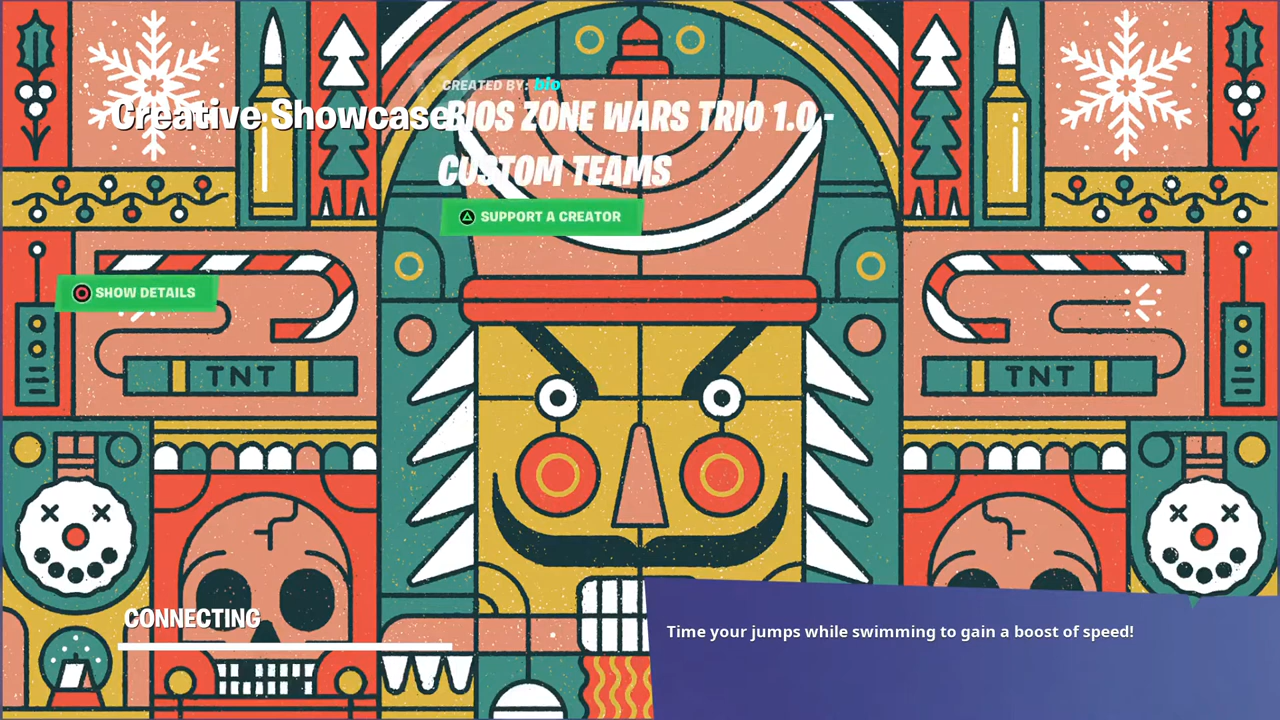 CREATED BY: bio
Creative Showcase
BIOS ZONE WARS TRIO 1.0 -
CUSTOM TEAMS
SUPPORT A CREATOR
SHOW DETAILS
TNT
TNT
CONNECTING
Time your jumps while swimming to gain a boost of speed!